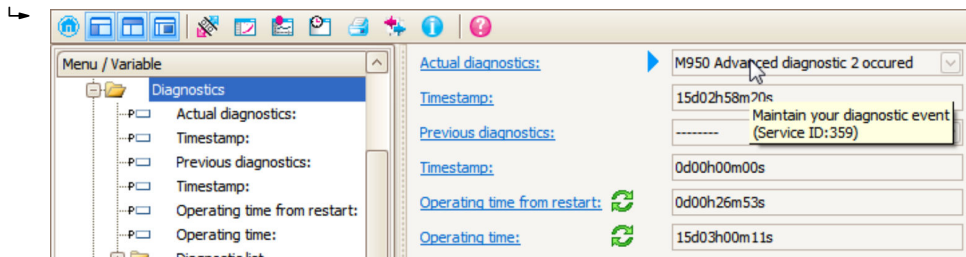 Menu / Variable
Diagnostics
Actual diagnostics:
Timestamp:
Previous diagnostics:
Timestamp:
Operating time from restart:
Operating time:
Diagnostic list
Actual diagnostics:
M950 Advanced diagnostic 2 occured
Timestamp:
15d02h58m20s
Maintain your diagnostic event
(Service ID:359)
Previous diagnostics:
--------
Timestamp:
0d00h00m00s
Operating time from restart:
0d00h26m53s
Operating time:
15d03h00m11s